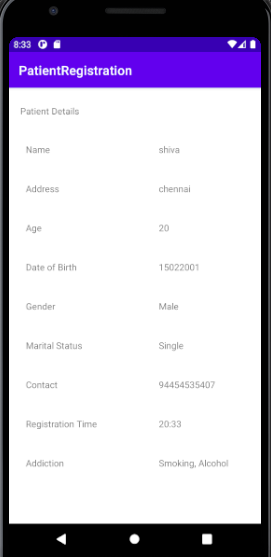 8:33
PatientRegistration
Patient Details
Name shiva
Address chennai
Age 20
Date of Birth 15022001
Gender Male
Marital Status Single
Contact 94454535407
Registration Time 20:33
Addiction Smoking, Alcohol